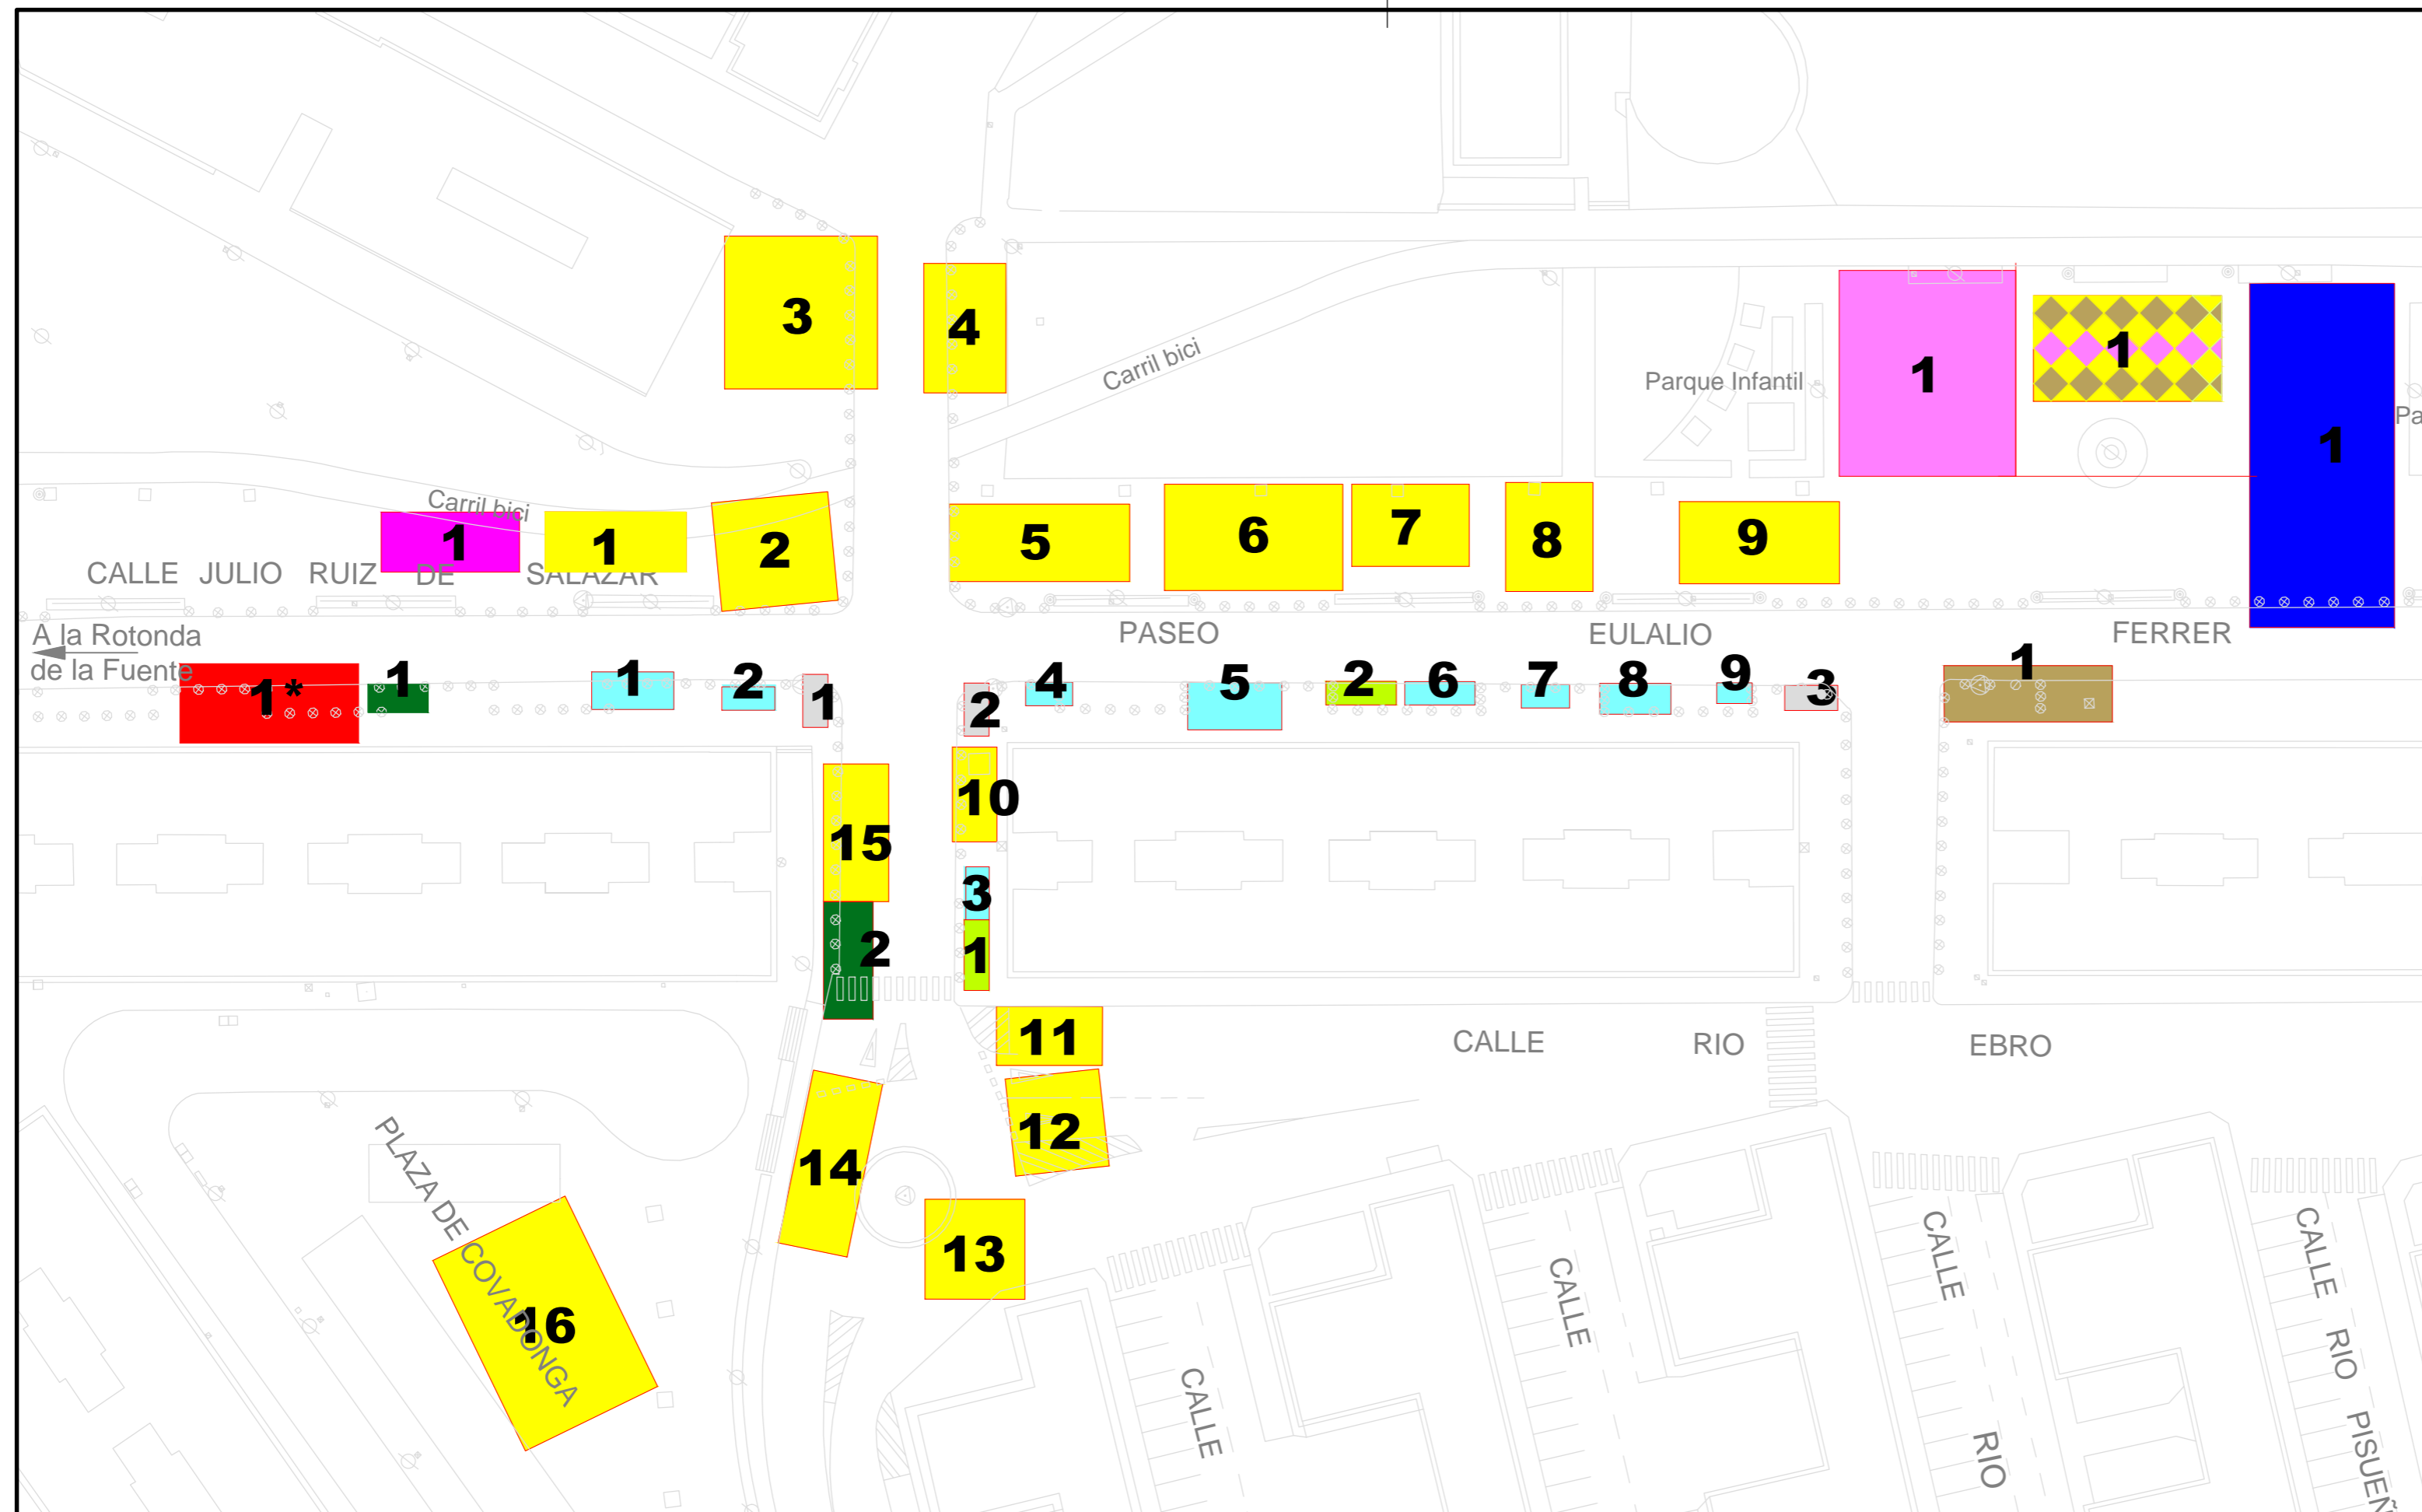 3
4
Carril bici
Parque Infantil
1
1
1
Pa
Carril bici
1
1
2
5
6
7
8
9
CALLE JULIO RUIZ DE SALAZAR
A la Rotonda
de la Fuente
PASEO EULALIO FERRER
1*
1
1
2
1
2
4
5
2
6
7
8
9
3
1
10
15
3
2
1
11
CALLE RIO EBRO
12
14
13
PLAZA DE COVADONGA
16
CALLE
CALLE
CALLE RIO
CALLE RIO PISUEÑ